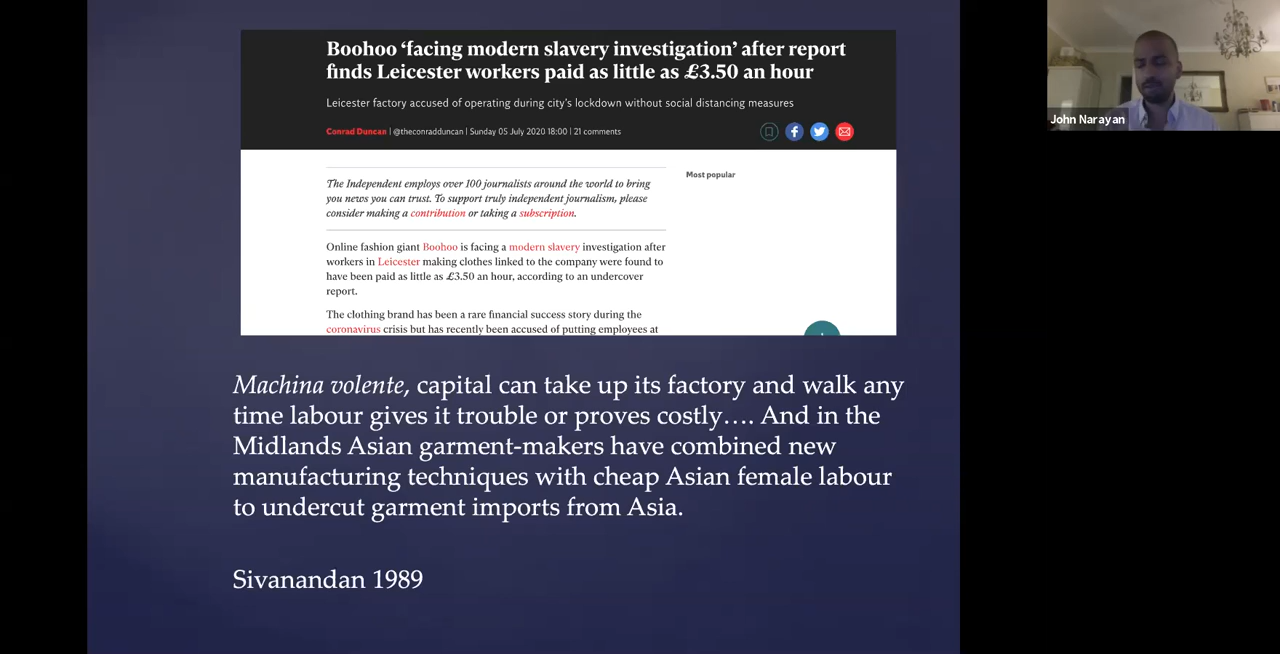 Boohoo ‘facing modern slavery investigation’ after report
finds Leicester workers paid as little as £3.50 an hour
Leicester factory accused of operating during city’s lockdown without social distancing measures
Conrad Duncan | @theconradduncan | Sunday 05 July 2020 18:00 | 21 comments
The Independent employs over 100 journalists around the world to bring
you news you can trust. To support truly independent journalism, please
consider making a contribution or taking a subscription.
Most popular
Online fashion giant Boohoo is facing a modern slavery investigation after
workers in Leicester making clothes linked to the company were found to
have been paid as little as £3.50 an hour, according to an undercover
report.
The clothing brand has been a rare financial success story during the
coronavirus crisis but has recently been accused of putting employees at
Machina volente, capital can take up its factory and walk any
time labour gives it trouble or proves costly…. And in the
Midlands Asian garment-makers have combined new
manufacturing techniques with cheap Asian female labour
to undercut garment imports from Asia.
Sivanandan 1989
John Narayan